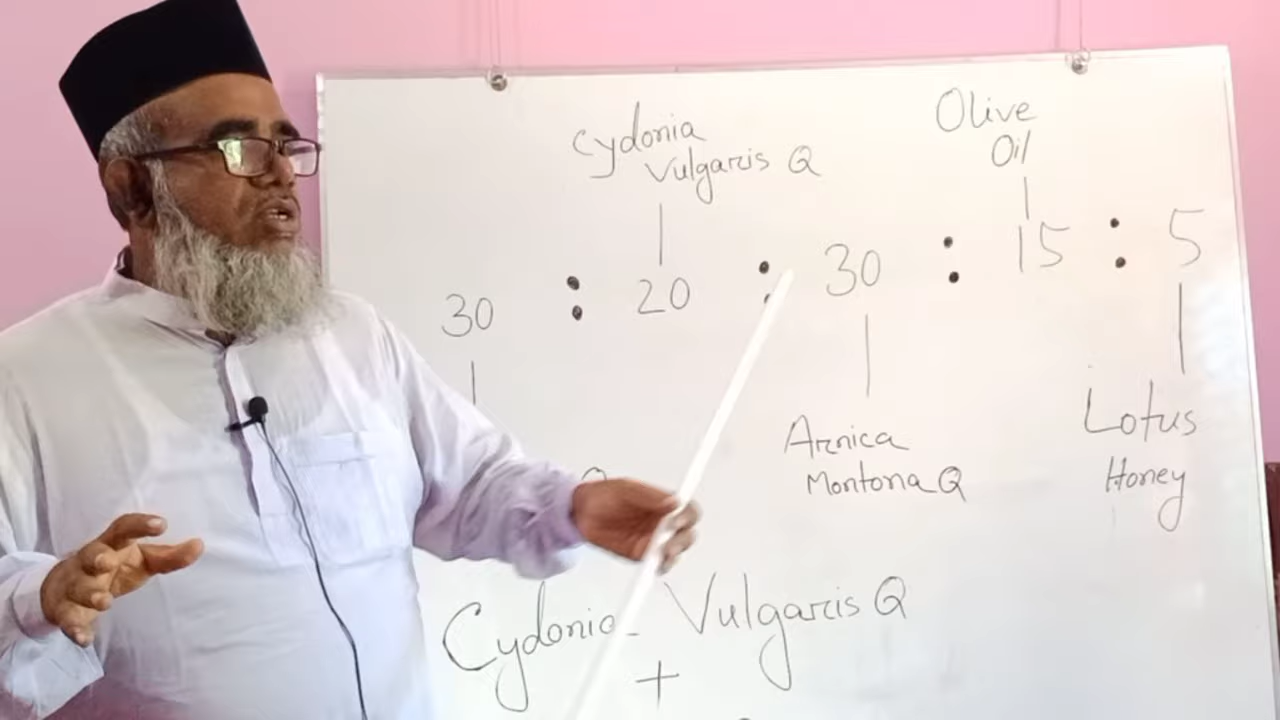 Cydonia
Vulgaris Q
Olive
Oil
30 : 20 : 30 : 15 : 5
Arnica
Montona Q
Lotus
Honey
Q
Cydonia Vulgaris Q
+